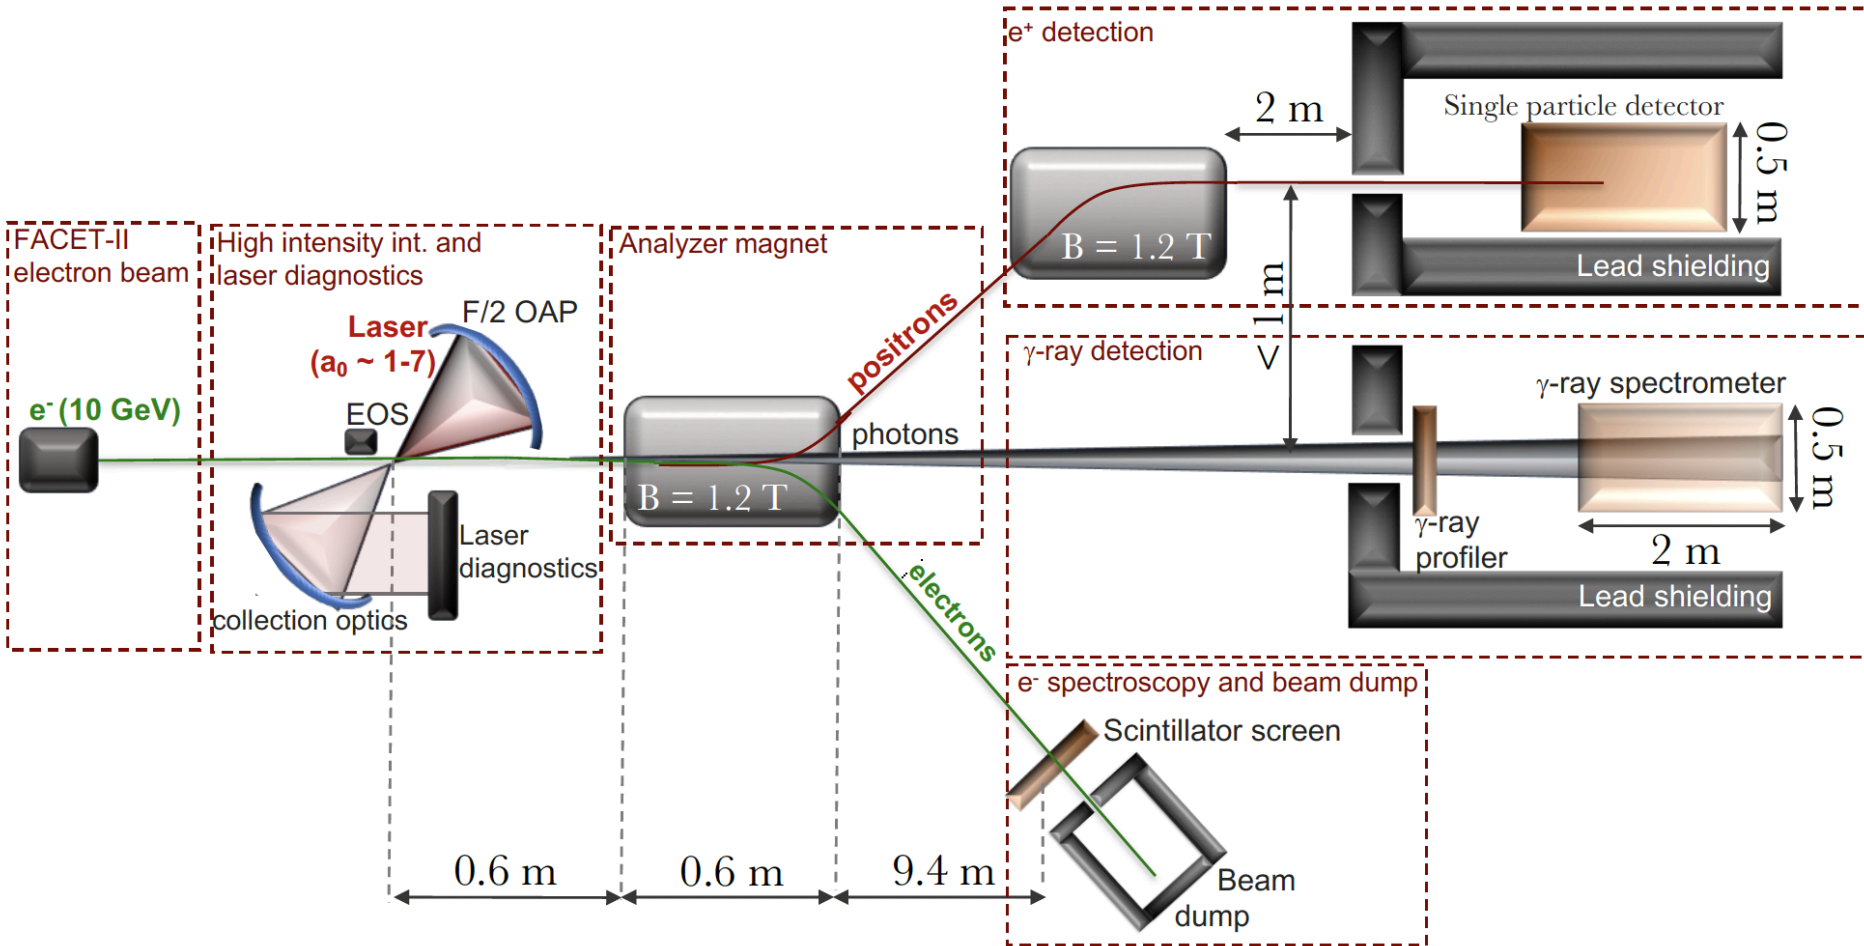 FACET-II
electron beam
e⁻ (10 GeV)
High intensity int. and
laser diagnostics
F/2 OAP
Laser
(a₀ ~ 1-7)
EOS
Laser
diagnostics
collection optics
Analyzer magnet
B = 1.2 T
positrons
photons
electrons
e⁺ detection
2 m
Single particle detector
0.5 m
B = 1.2 T
Lead shielding
< 1 m
γ-ray detection
γ-ray spectrometer
0.5 m
γ-ray
profiler
2 m
Lead shielding
e⁻ spectroscopy and beam dump
Scintillator screen
Beam
dump
0.6 m
0.6 m
9.4 m